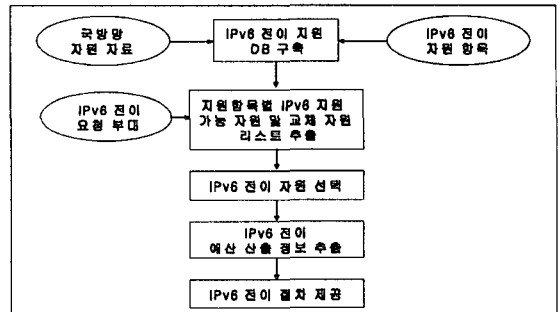 국방망
자원 자료
IPv6 전이 지원
DB 구축
IPv6 전이
자원 항목
IPv6 전이
요청 부대
지원항목별 IPv6 지원
가능 자원 및 교체 자원
리스트 추출
IPv6 전이 자원 선택
IPv6 전이
예산 산출 정보 추출
IPv6 전이 절차 제공